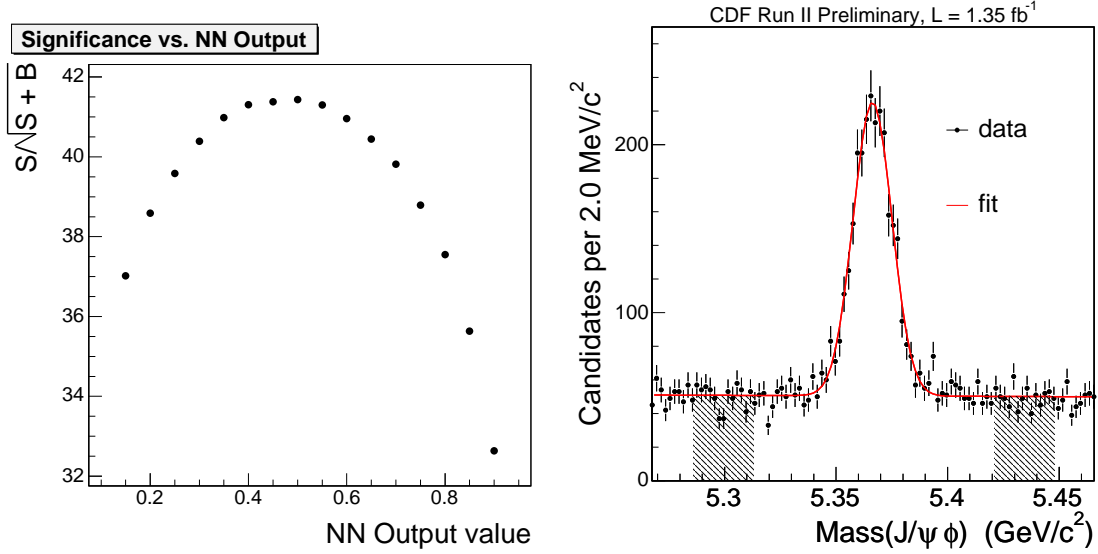 Significance vs. NN Output
S/√S + B
42
40
38
36
34
32
0.2 0.4 0.6 0.8
NN Output value
CDF Run II Preliminary, L = 1.35 fb⁻¹
Candidates per 2.0 MeV/c²
200
100
0
data
fit
5.3 5.35 5.4 5.45
Mass(J/ψ φ) (GeV/c²)